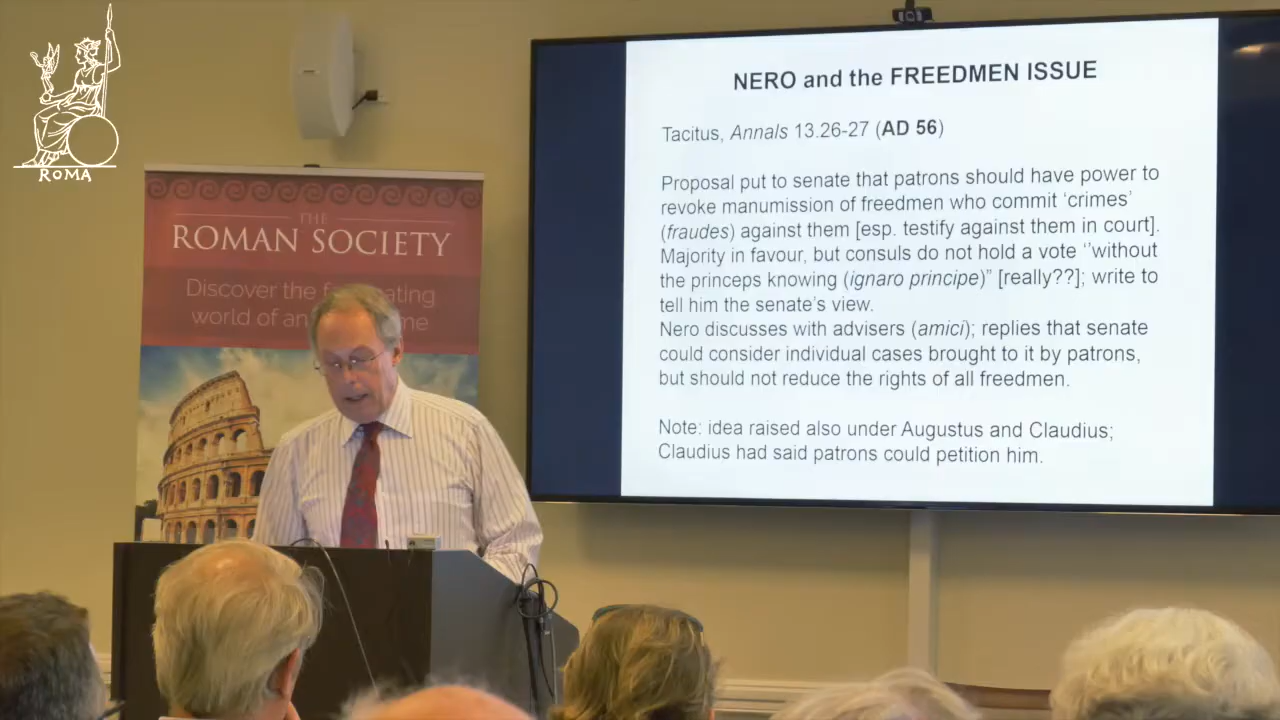 ROMA
THE
ROMAN SOCIETY
Discover the
world of
NERO and the FREEDMEN ISSUE
Tacitus, Annals 13.26-27 (AD 56)
Proposal put to senate that patrons should have power to
revoke manumission of freedmen who commit ‘crimes’
(fraudes) against them [esp. testify against them in court].
Majority in favour, but consuls do not hold a vote ‘’without
the princeps knowing (ignaro principe)” [really??]; write to
tell him the senate’s view.
Nero discusses with advisers (amici); replies that senate
could consider individual cases brought to it by patrons,
but should not reduce the rights of all freedmen.
Note: idea raised also under Augustus and Claudius;
Claudius had said patrons could petition him.